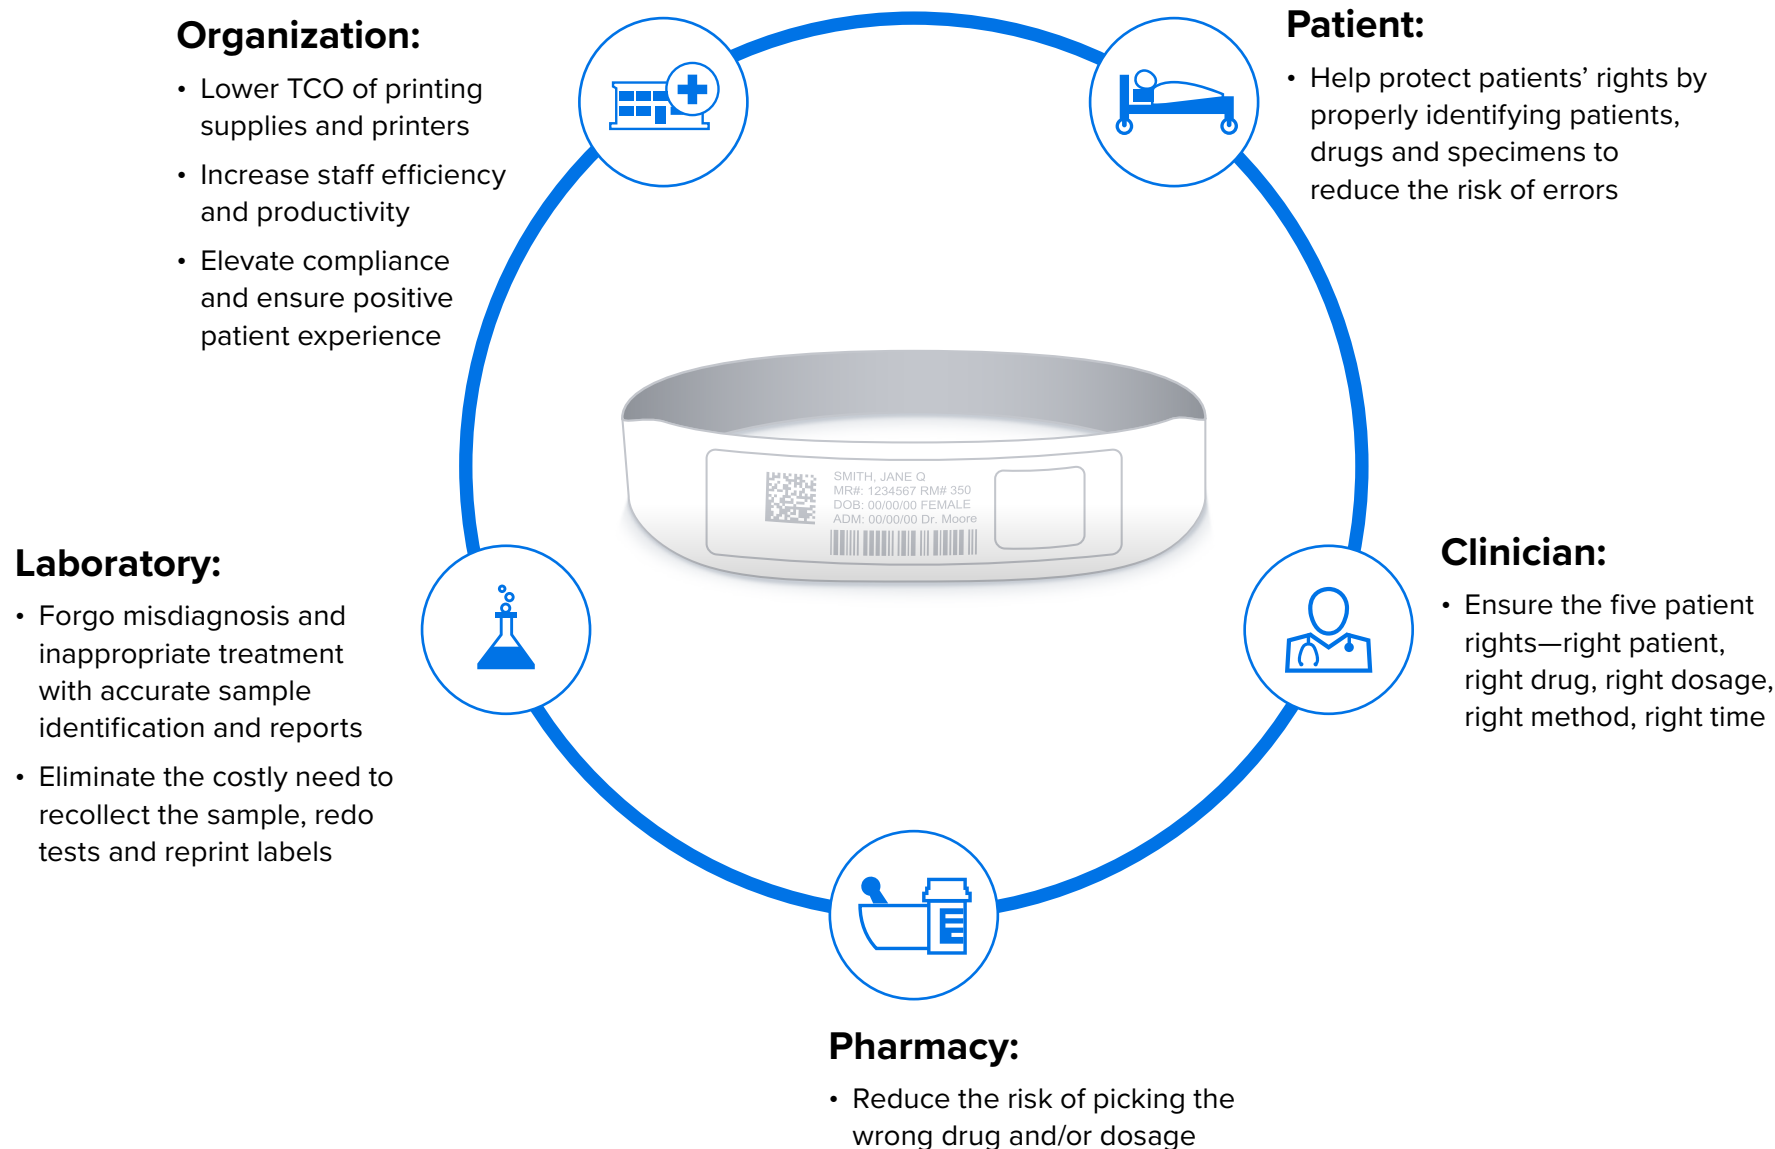 Organization:
• Lower TCO of printing
supplies and printers
• Increase staff efficiency
and productivity
• Elevate compliance
and ensure positive
patient experience
Patient:
• Help protect patients’ rights by
properly identifying patients,
drugs and specimens to
reduce the risk of errors
SMITH, JANE Q
MR#: 1234567 RM# 350
DOB: 00/00/00 FEMALE
ADM: 00/00/00 Dr. Moore
Laboratory:
• Forgo misdiagnosis and
inappropriate treatment
with accurate sample
identification and reports
• Eliminate the costly need to
recollect the sample, redo
tests and reprint labels
Clinician:
• Ensure the five patient
rights—right patient,
right drug, right dosage,
right method, right time
Pharmacy:
• Reduce the risk of picking the
wrong drug and/or dosage